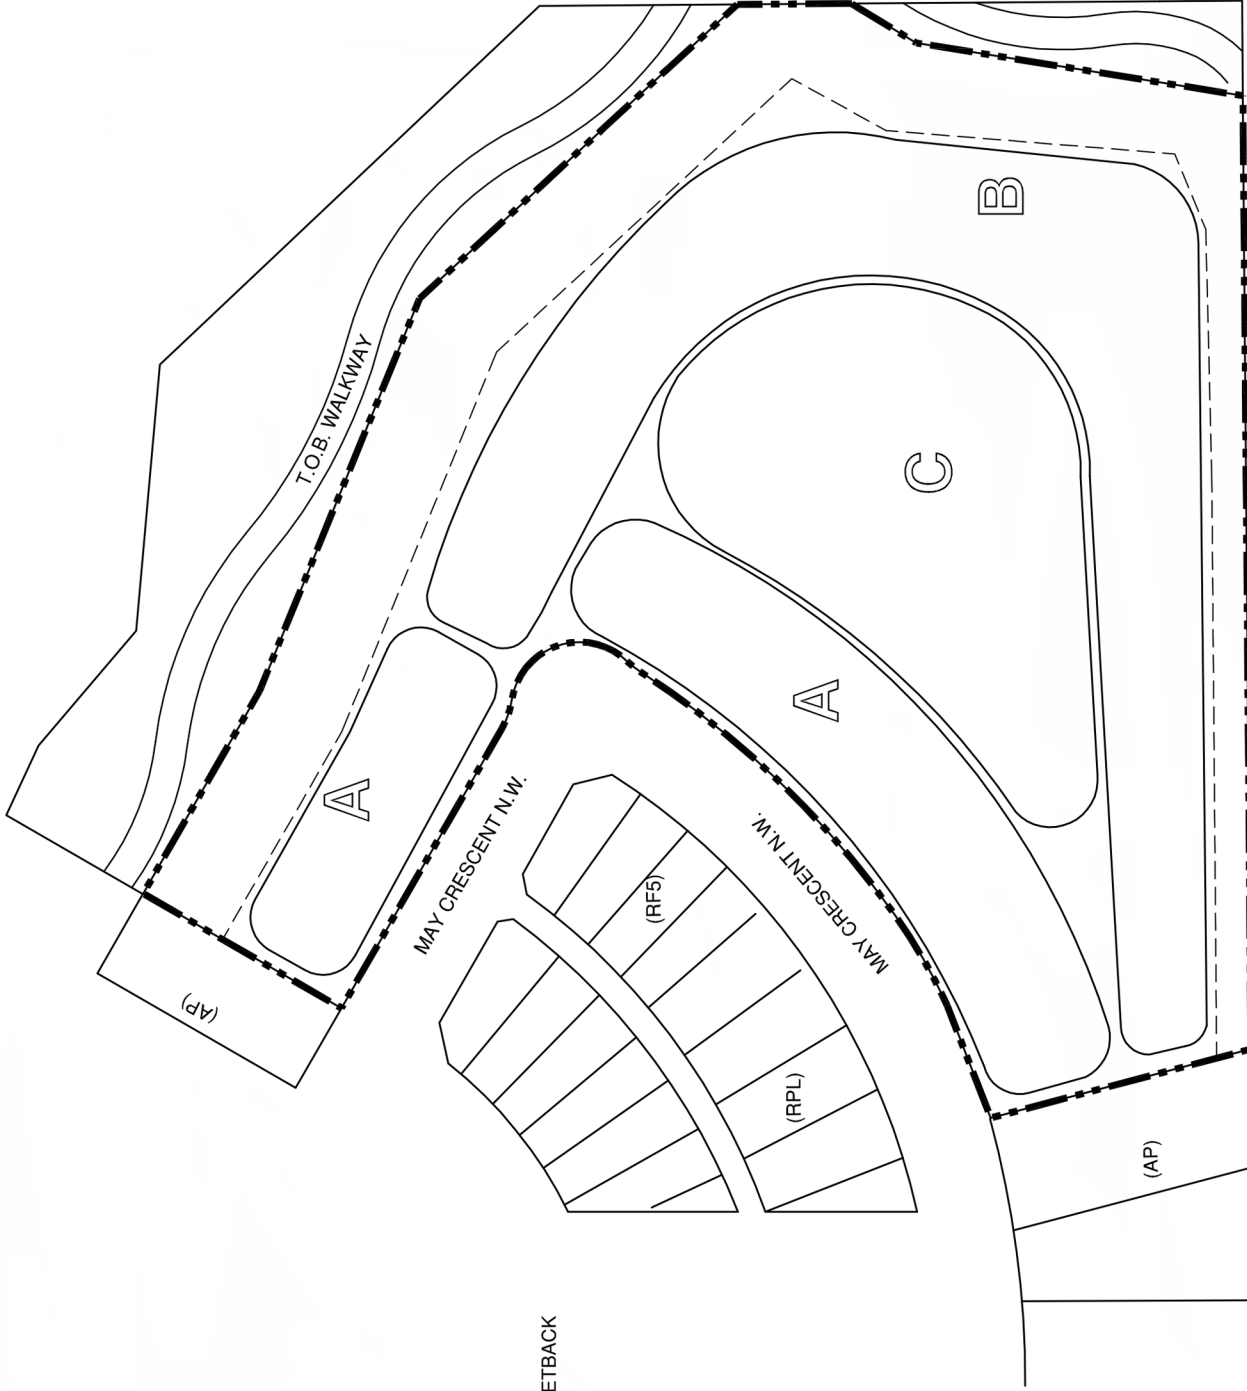 T.O.B. WALKWAY
B
C
A
A
MAY CRESCENT N.W.
MAY CRESCENT N.W.
(RF5)
(AP)
(RPL)
(AP)
ETBACK